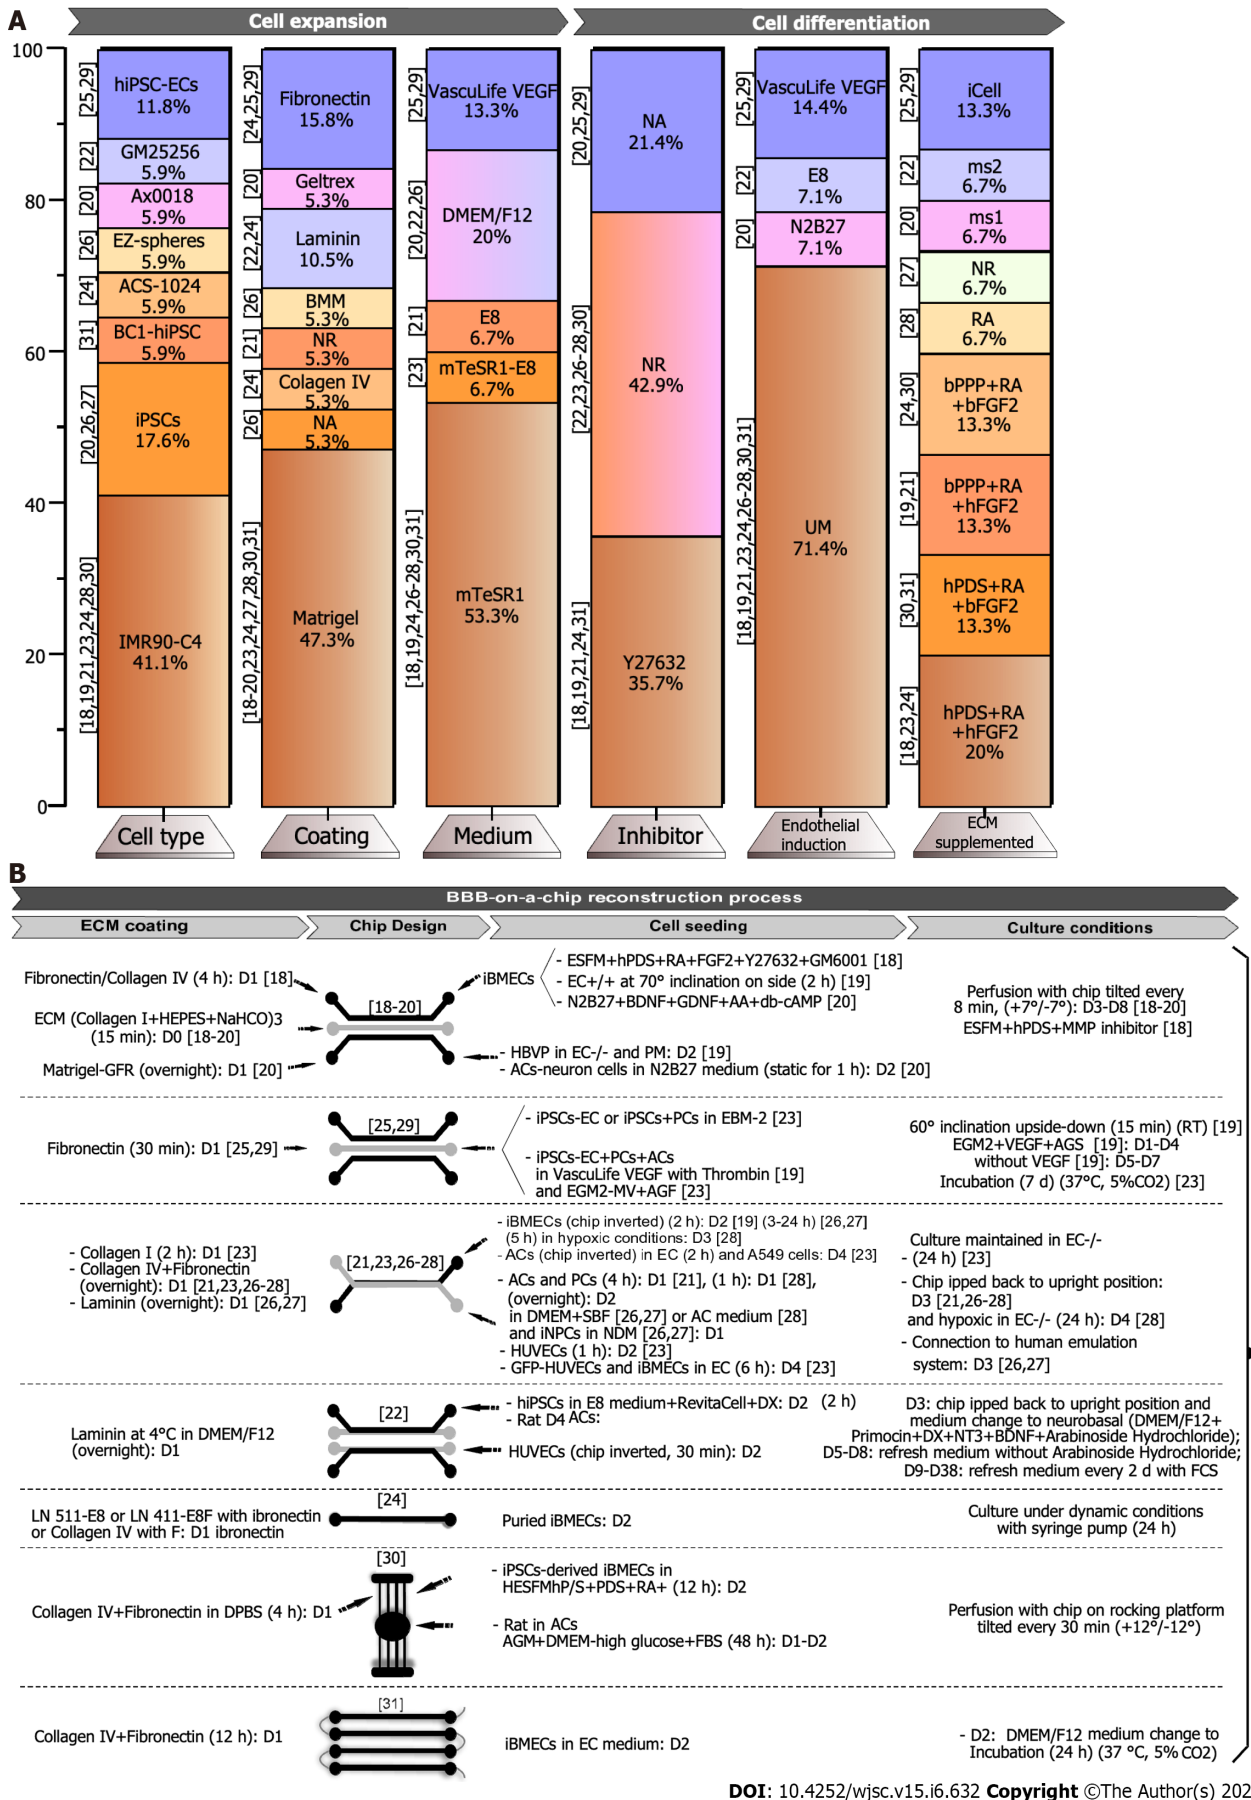 A
Cell expansion
Cell differentiation
100
80
60
40
20
0
[25,29]
hiPSC-ECs
11.8%
[22]
GM25256
5.9%
[20]
Ax0018
5.9%
[26]
EZ-spheres
5.9%
[24]
ACS-1024
5.9%
[31]
BC1-hiPSC
5.9%
[20,26,27]
iPSCs
17.6%
[18,19,21,23,24,28,30]
IMR90-C4
41.1%
Cell type
[24,25,29]
Fibronectin
15.8%
[20]
Geltrex
5.3%
[22,24]
Laminin
10.5%
[26]
BMM
5.3%
[21]
NR
5.3%
[24]
Colagen IV
5.3%
[26]
NA
5.3%
[18-20,23,24,27,28,30,31]
Matrigel
47.3%
Coating
[25,29]
VascuLife VEGF
13.3%
[20,22,26]
DMEM/F12
20%
[21]
E8
6.7%
[23]
mTeSR1-E8
6.7%
[18,19,24,26-28,30,31]
mTeSR1
53.3%
Medium
[20,25,29]
NA
21.4%
[22,23,26-28,30]
NR
42.9%
[18,19,21,24,31]
Y27632
35.7%
Inhibitor
[25,29]
VascuLife VEGF
14.4%
[22]
E8
7.1%
[20]
N2B27
7.1%
[18,19,21,23,24,26-28,30,31]
UM
71.4%
Endothelial
induction
[25,29]
iCell
13.3%
[22]
ms2
6.7%
[20]
ms1
6.7%
[27]
NR
6.7%
[28]
RA
6.7%
[24,30]
bPPP+RA
+bFGF2
13.3%
[19,21]
bPPP+RA
+hFGF2
13.3%
[30,31]
hPDS+RA
+bFGF2
13.3%
[18,23,24]
hPDS+RA
+hFGF2
20%
ECM
supplemented
B
BBB-on-a-chip reconstruction process
ECM coating
Chip Design
Cell seeding
Culture conditions
Fibronectin/Collagen IV (4 h): D1 [18]
ECM (Collagen I+HEPES+NaHCO)3
(15 min): D0 [18-20]
Matrigel-GFR (overnight): D1 [20]
[18-20]
iBMECs
- ESFM+hPDS+RA+FGF2+Y27632+GM6001 [18]
- EC+/+ at 70° inclination on side (2 h) [19]
- N2B27+BDNF+GDNF+AA+db-cAMP [20]
- HBVP in EC-/- and PM: D2 [19]
- ACs-neuron cells in N2B27 medium (static for 1 h): D2 [20]
Perfusion with chip tilted every
8 min, (+7°/-7°): D3-D8 [18-20]
ESFM+hPDS+MMP inhibitor [18]
Fibronectin (30 min): D1 [25,29]
[25,29]
- iPSCs-EC or iPSCs+PCs in EBM-2 [23]
- iPSCs-EC+PCs+ACs
in VascuLife VEGF with Thrombin [19]
and EGM2-MV+AGF [23]
60° inclination upside-down (15 min) (RT) [19]
EGM2+VEGF+AGS [19]: D1-D4
without VEGF [19]: D5-D7
Incubation (7 d) (37°C, 5%CO2) [23]
- Collagen I (2 h): D1 [23]
- Collagen IV+Fibronectin
(overnight): D1 [21,23,26-28]
- Laminin (overnight): D1 [26,27]
[21,23,26-28]
- iBMECs (chip inverted) (2 h): D2 [19] (3-24 h) [26,27]
(5 h) in hypoxic conditions: D3 [28]
- ACs (chip inverted) in EC (2 h) and A549 cells: D4 [23]
- ACs and PCs (4 h): D1 [21], (1 h): D1 [28],
(overnight): D2
in DMEM+SBF [26,27] or AC medium [28]
and iNPCs in NDM [26,27]: D1
- HUVECs (1 h): D2 [23]
- GFP-HUVECs and iBMECs in EC (6 h): D4 [23]
Culture maintained in EC-/-
- (24 h) [23]
- Chip ipped back to upright position:
D3 [21,26-28]
and hypoxic in EC-/- (24 h): D4 [28]
- Connection to human emulation
system: D3 [26,27]
Laminin at 4°C in DMEM/F12
(overnight): D1
[22]
- hiPSCs in E8 medium+RevitaCell+DX: D2 (2 h)
- Rat D4 ACs:
HUVECs (chip inverted, 30 min): D2
D3: chip ipped back to upright position and
medium change to neurobasal (DMEM/F12+
Primocin+DX+NT3+BDNF+Arabinoside Hydrochloride);
D5-D8: refresh medium without Arabinoside Hydrochloride;
D9-D38: refresh medium every 2 d with FCS
LN 511-E8 or LN 411-E8F with ibronectin
or Collagen IV with F: D1 ibronectin
[24]
Puried iBMECs: D2
Culture under dynamic conditions
with syringe pump (24 h)
Collagen IV+Fibronectin in DPBS (4 h): D1
[30]
- iPSCs-derived iBMECs in
HESFMhP/S+PDS+RA+ (12 h): D2
- Rat in ACs
AGM+DMEM-high glucose+FBS (48 h): D1-D2
Perfusion with chip on rocking platform
tilted every 30 min (+12°/-12°)
Collagen IV+Fibronectin (12 h): D1
[31]
iBMECs in EC medium: D2
- D2: DMEM/F12 medium change to
Incubation (24 h) (37 °C, 5% CO2)
DOI: 10.4252/wjsc.v15.i6.632 Copyright ©The Author(s) 202